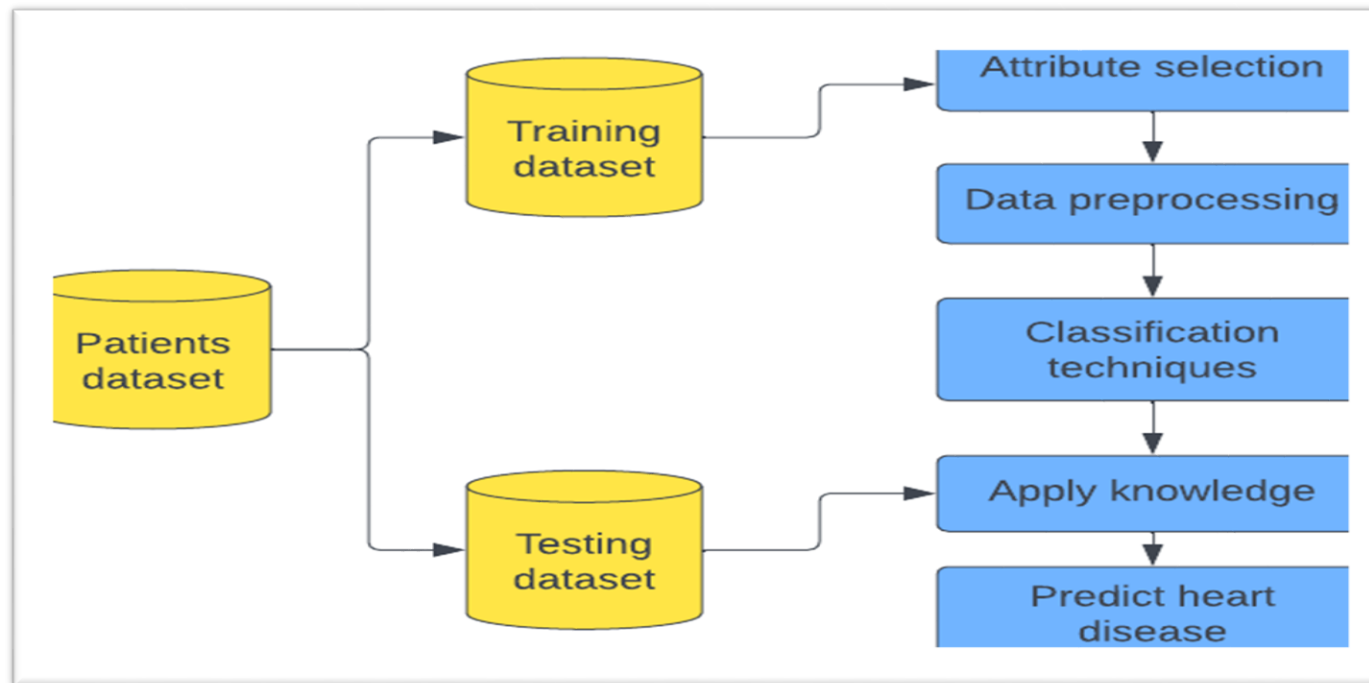 Attribute selection
Training
dataset
Data preprocessing
Patients
dataset
Classification
techniques
Testing
dataset
Apply knowledge
Predict heart
disease